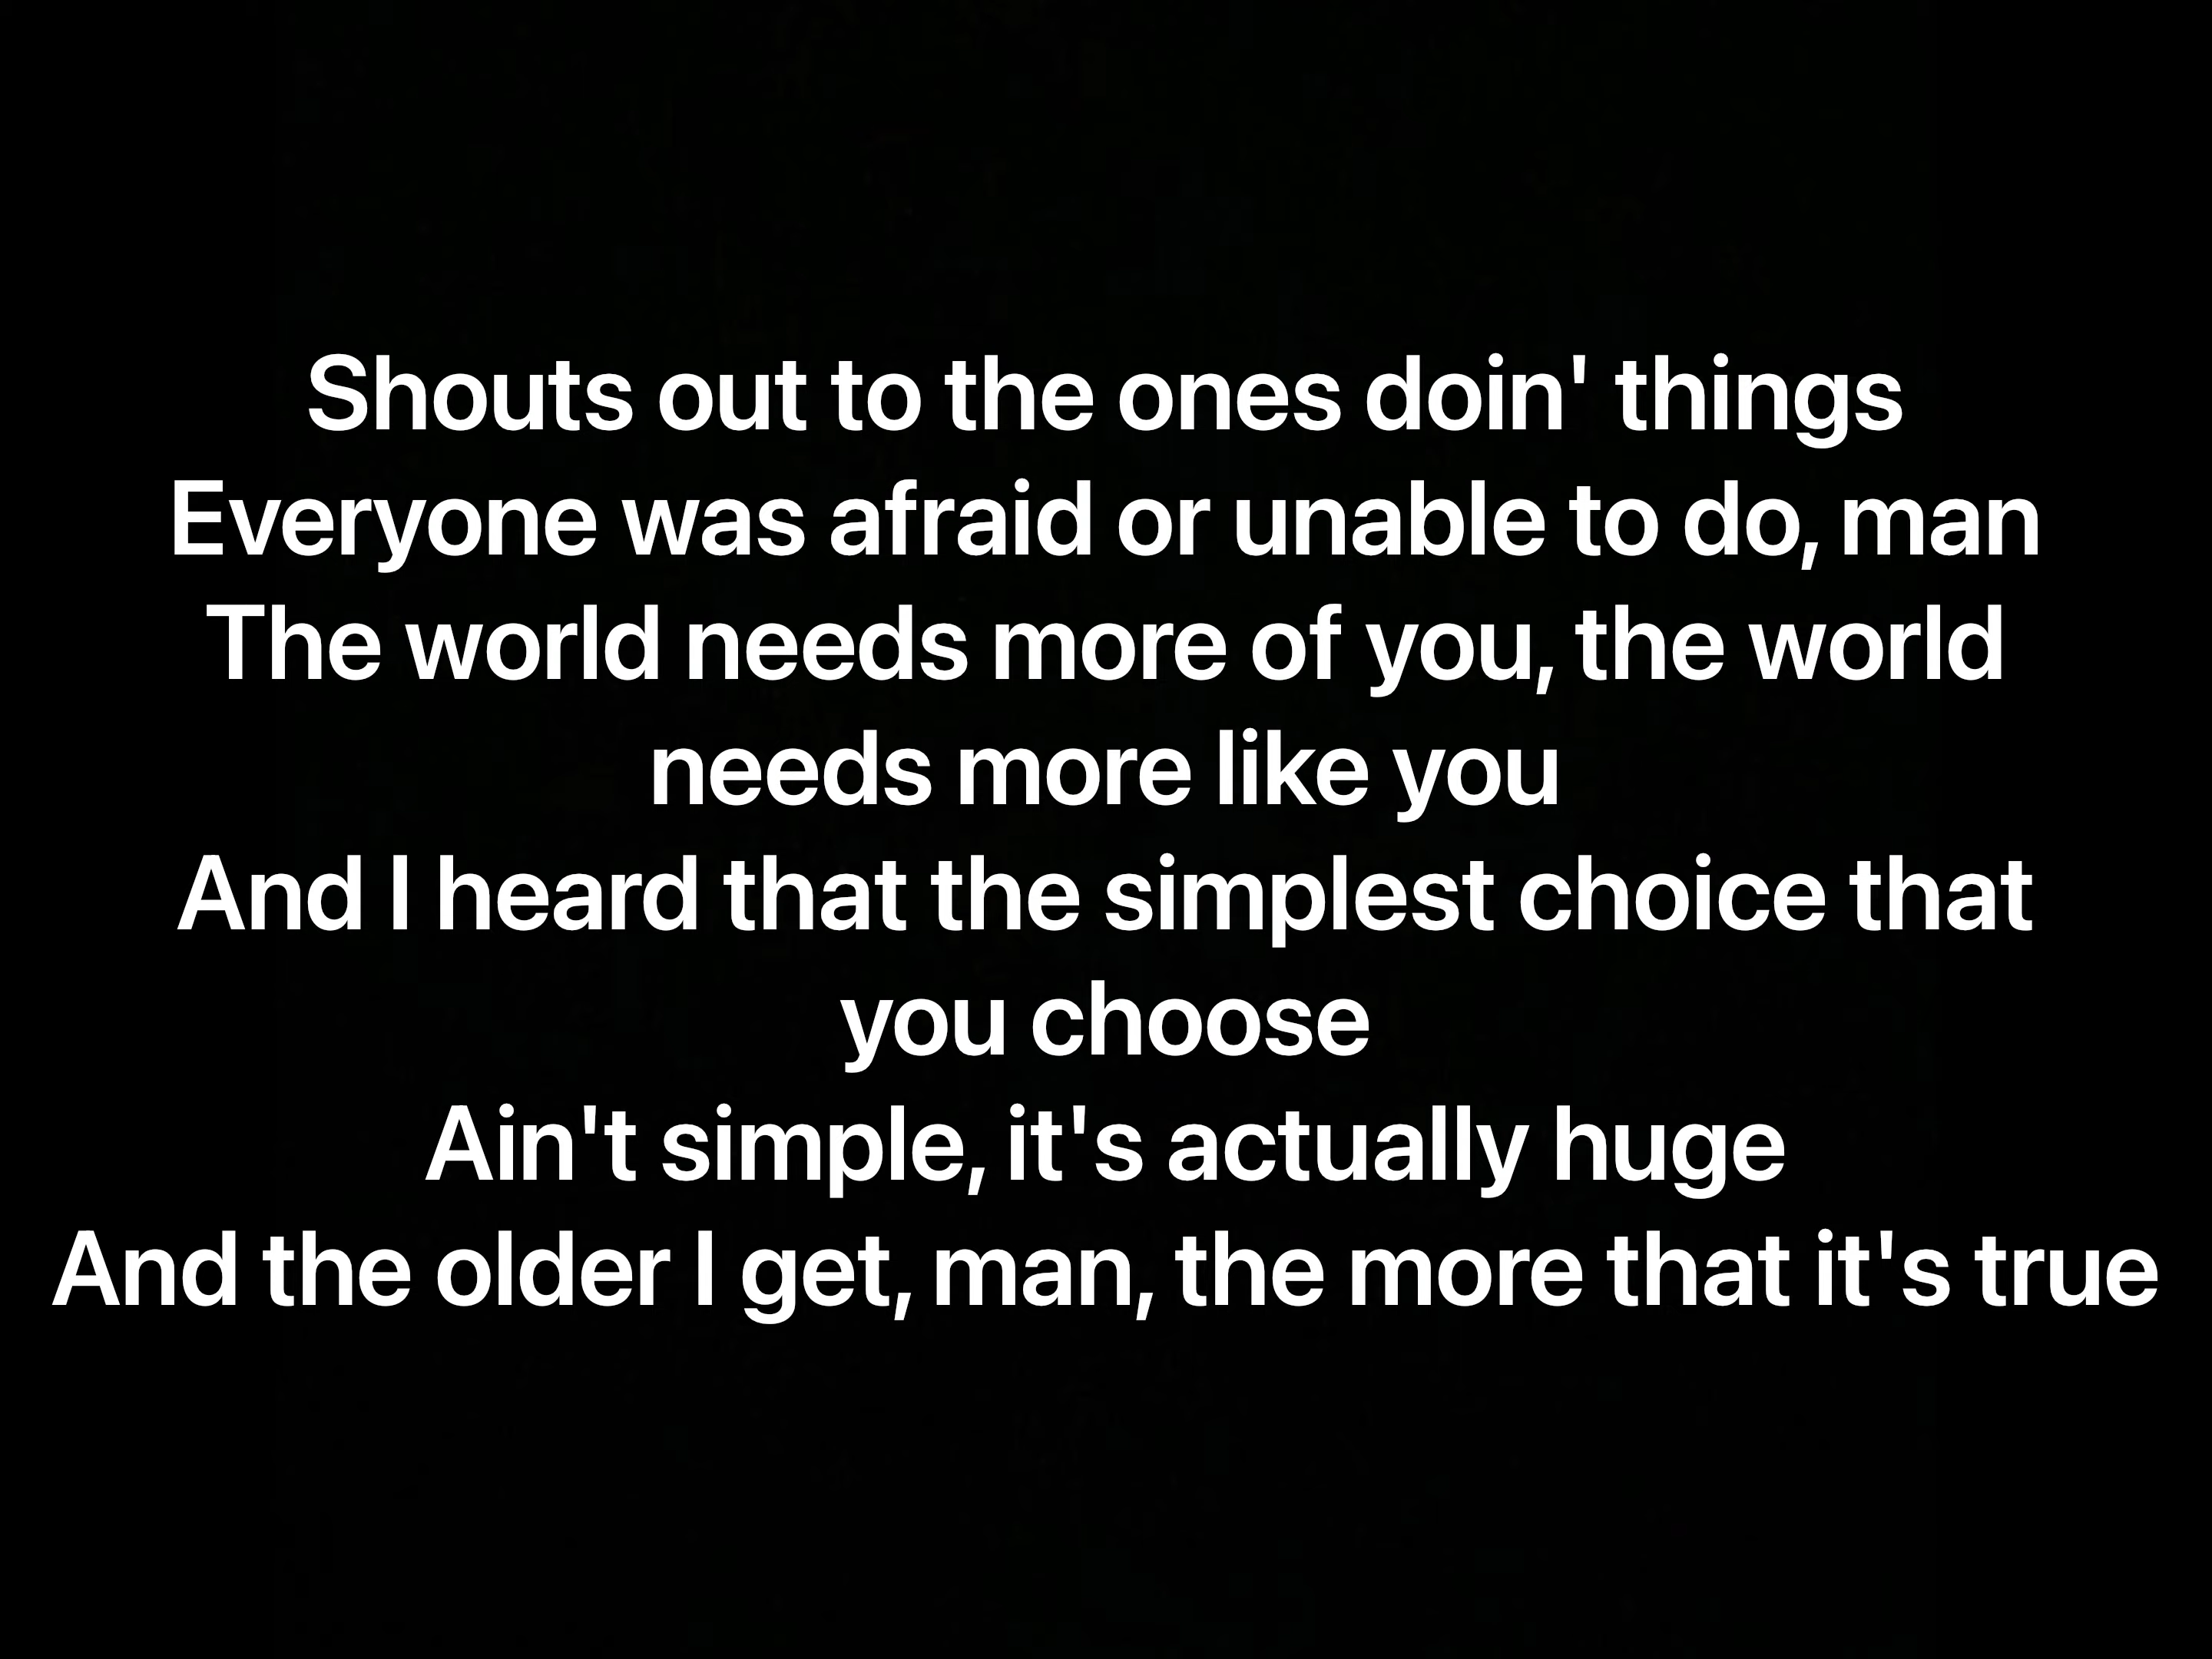 Shouts out to the ones doin' things
Everyone was afraid or unable to do, man
The world needs more of you, the world
needs more like you
And I heard that the simplest choice that
you choose
Ain't simple, it's actually huge
And the older I get, man, the more that it's true